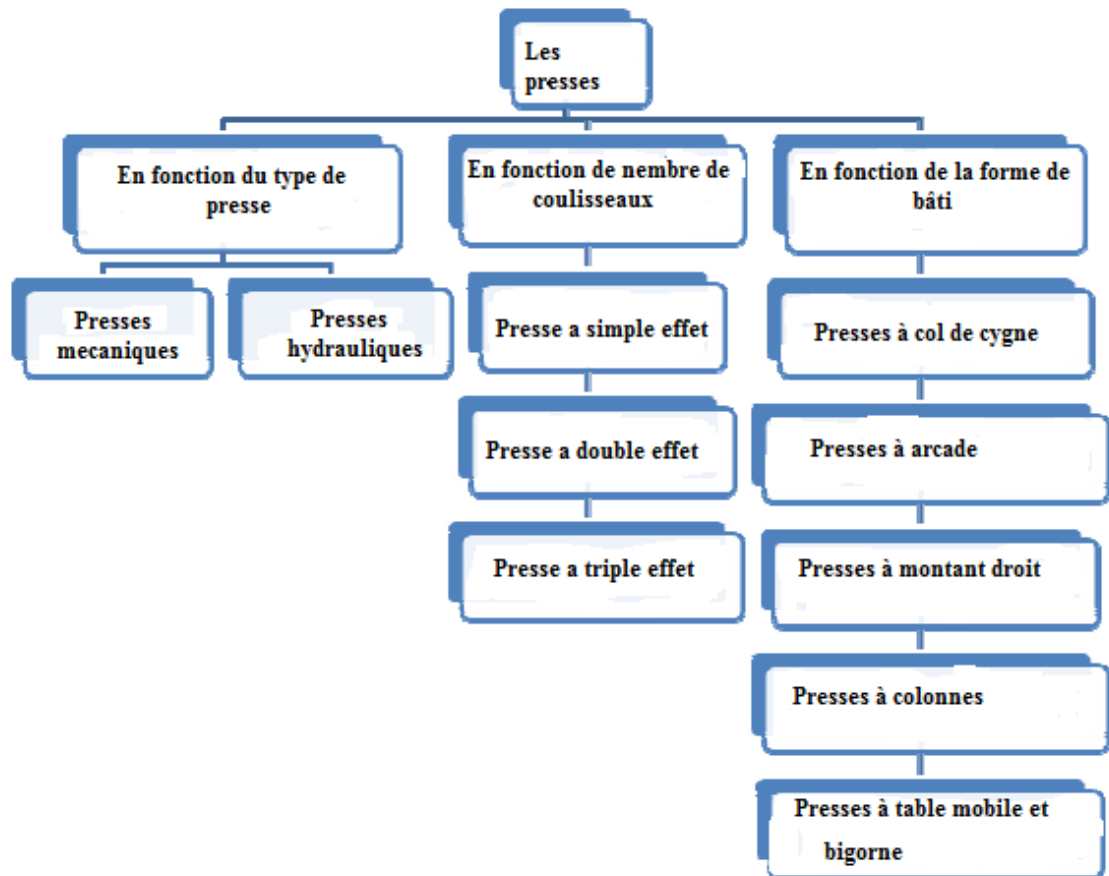 Les
presses
En fonction du type de
presse
En fonction de nembre de
coulisseaux
En fonction de la forme de
bâti
Presses
mecaniques
Presses
hydrauliques
Presse a simple effet
Presse a double effet
Presse a triple effet
Presses à col de cygne
Presses à arcade
Presses à montant droit
Presses à colonnes
Presses à table mobile et
bigorne